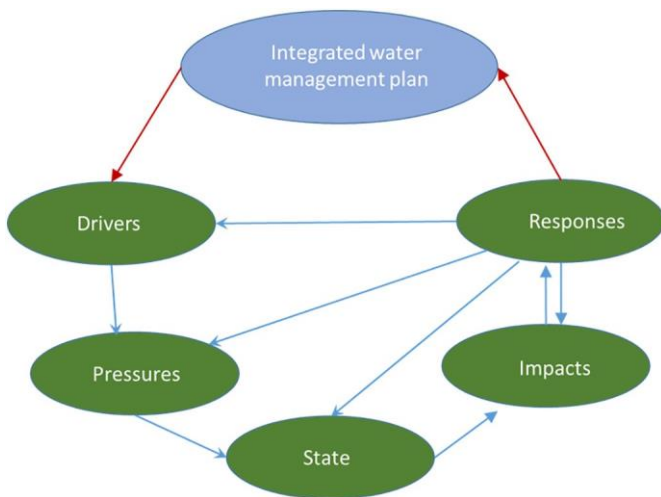 Integrated water
management plan
Drivers
Responses
Pressures
Impacts
State